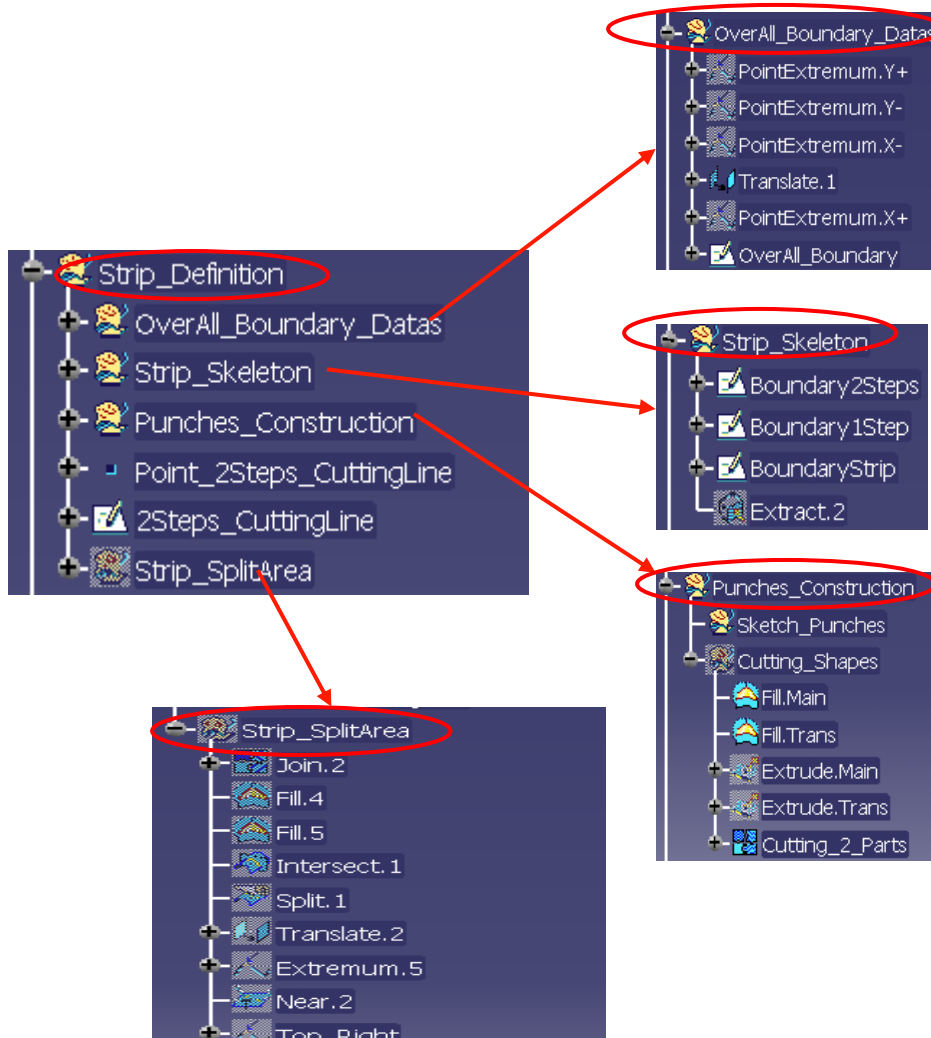 OverAll_Boundary_Datas
PointExtremum.Y+
PointExtremum.Y-
PointExtremum.X-
Translate.1
PointExtremum.X+
OverAll_Boundary
Strip_Definition
OverAll_Boundary_Datas
Strip_Skeleton
Punches_Construction
Point_2Steps_CuttingLine
2Steps_CuttingLine
Strip_SplitArea
Strip_Skeleton
Boundary2Steps
Boundary1Step
BoundaryStrip
Extract.2
Punches_Construction
Sketch_Punches
Cutting_Shapes
Fill.Main
Fill.Trans
Extrude.Main
Extrude.Trans
Cutting_2_Parts
Strip_SplitArea
Join.2
Fill.4
Fill.5
Intersect.1
Split.1
Translate.2
Extremum.5
Near.2
Top_Right